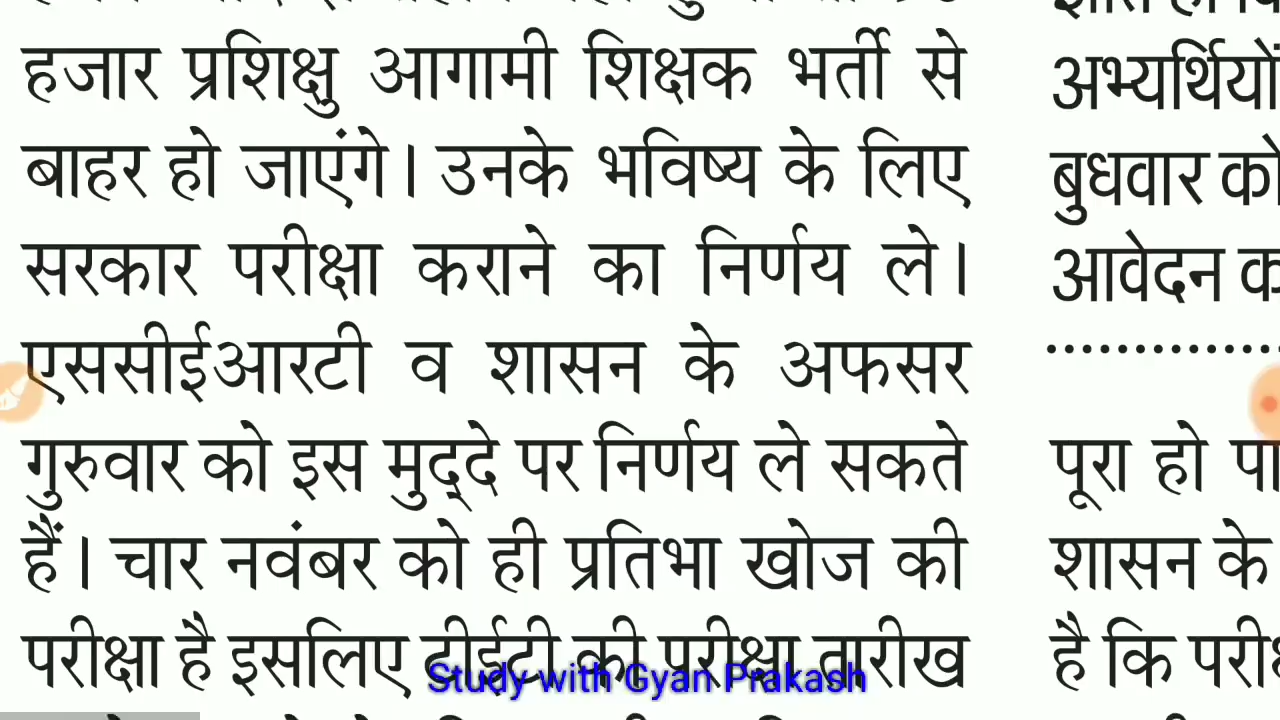 हजार प्रशिक्षु आगामी शिक्षक भर्ती से
बाहर हो जाएंगे। उनके भविष्य के लिए
सरकार परीक्षा कराने का निर्णय ले।
एससीईआरटी व शासन के अफसर
गुरुवार को इस मुद्दे पर निर्णय ले सकते
हैं। चार नवंबर को ही प्रतिभा खोज की
परीक्षा है इसलिए टीईटी की परीक्षा तारीख
अभ्यर्थियों
बुधवार को
आवेदन
पूरा हो
शासन के
है कि
Study with Gyan Prakash